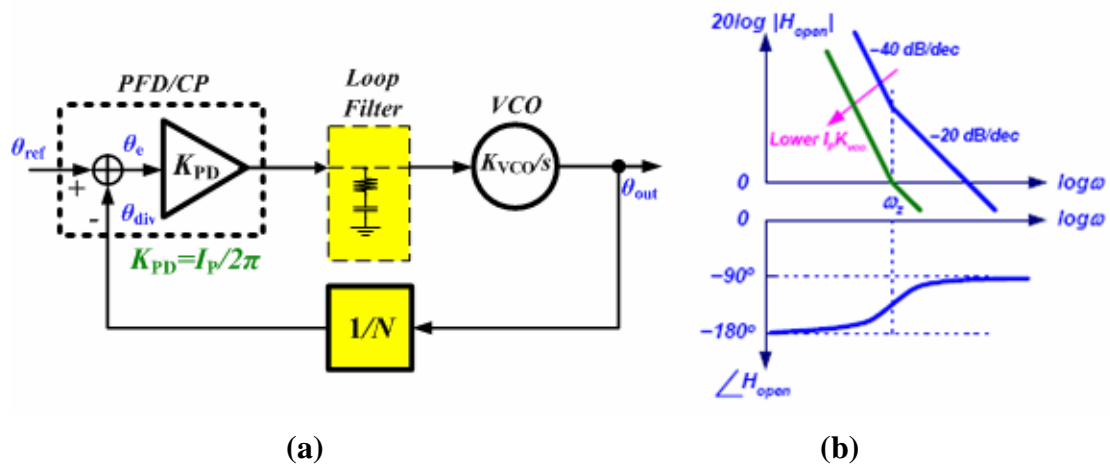 PFD/CP
Loop
Filter
VCO
θref
θe
KPD
KVCO/s
θout
+
-
θdiv
KPD=IP/2π
1/N
(a)
20log |Hopen|
−40 dB/dec
Lower IpKvco
−20 dB/dec
0
ωz
logω
0
logω
−90°
−180°
∠Hopen
(b)